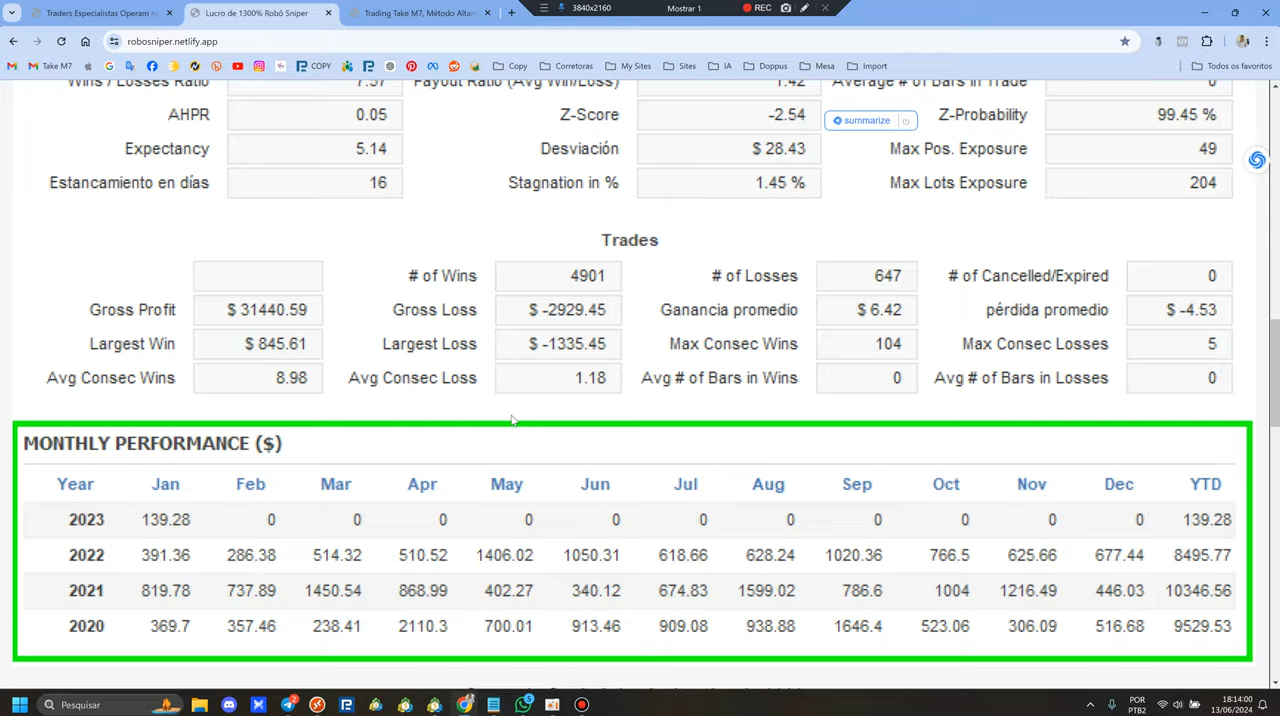 Traders Especialistas Operam n
Lucro de 1300% Robô Sniper
Trading Take M7, Método Altam
3840x2160
Mostrar 1
REC
robosniper.netlify.app
Take M7
COPY
Copy
Corretoras
My Sites
Sites
IA
Doppus
Mesa
Import
Todos os favoritos
Wins / Losses Ratio 7.57 Payout Ratio (Avg Win/Loss) 1.42 Average # of Bars in Trade 0
AHPR 0.05 Z-Score -2.54 summarize Z-Probability 99.45 %
Expectancy 5.14 Desviación $ 28.43 Max Pos. Exposure 49
Estancamiento en días 16 Stagnation in % 1.45 % Max Lots Exposure 204
Trades
# of Wins 4901 # of Losses 647 # of Cancelled/Expired 0
Gross Profit $ 31440.59 Gross Loss $ -2929.45 Ganancia promedio $ 6.42 pérdida promedio $ -4.53
Largest Win $ 845.61 Largest Loss $ -1335.45 Max Consec Wins 104 Max Consec Losses 5
Avg Consec Wins 8.98 Avg Consec Loss 1.18 Avg # of Bars in Wins 0 Avg # of Bars in Losses 0
MONTHLY PERFORMANCE ($)
Year Jan Feb Mar Apr May Jun Jul Aug Sep Oct Nov Dec YTD
2023 139.28 0 0 0 0 0 0 0 0 0 0 0 139.28
2022 391.36 286.38 514.32 510.52 1406.02 1050.31 618.66 628.24 1020.36 766.5 625.66 677.44 8495.77
2021 819.78 737.89 1450.54 868.99 402.27 340.12 674.83 1599.02 786.6 1004 1216.49 446.03 10346.56
2020 369.7 357.46 238.41 2110.3 700.01 913.46 909.08 938.88 1646.4 523.06 306.09 516.68 9529.53
Pesquisar
2
5
POR
PTB2
18:14:00
13/06/2024